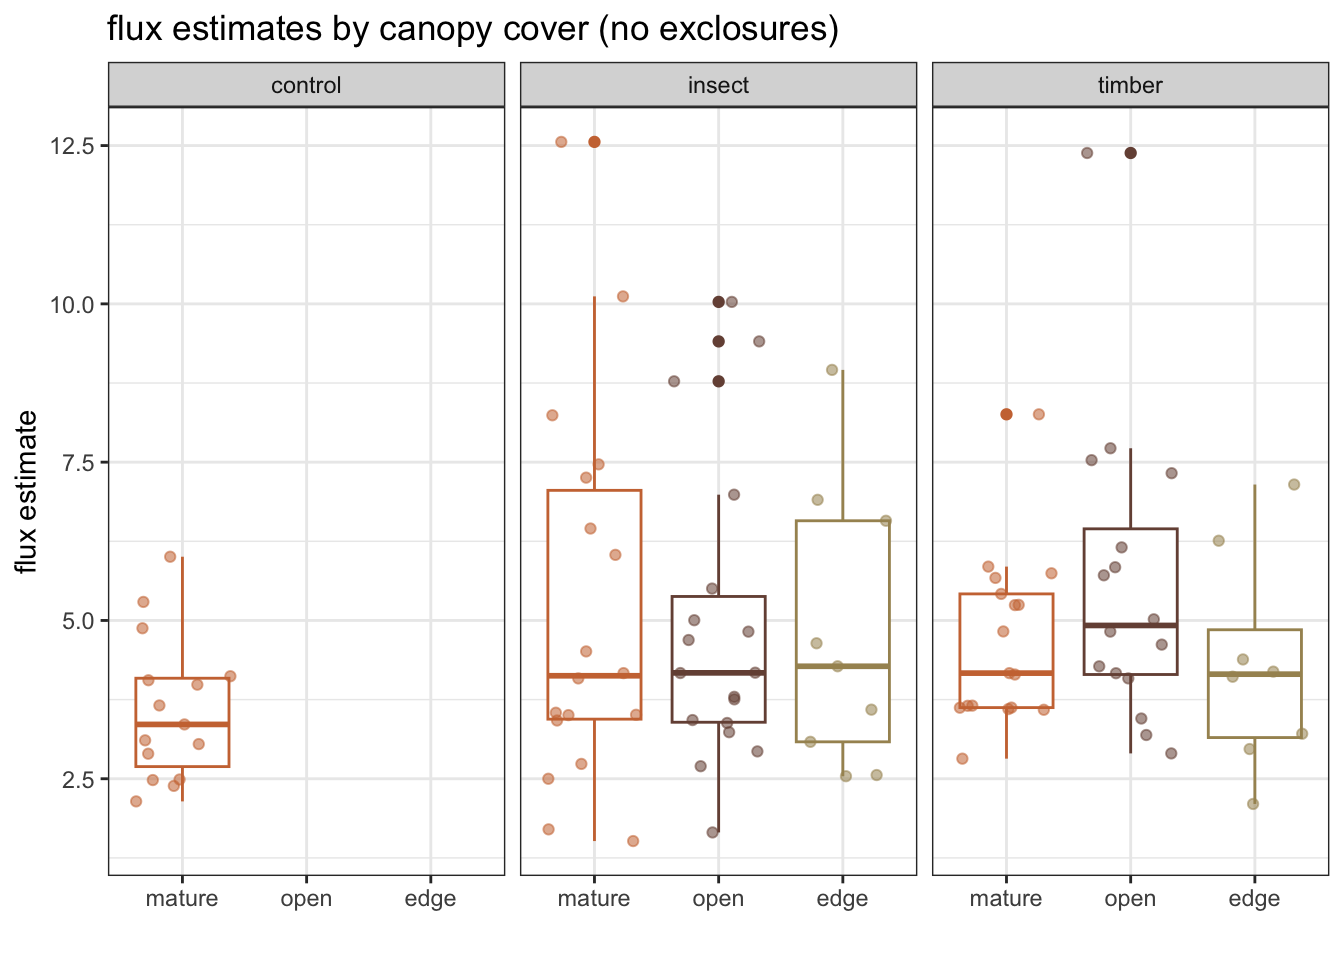 flux estimates by canopy cover (no exclosures)
control insect timber
12.5
10.0
7.5
5.0
2.5
flux estimate
mature open edge mature open edge mature open edge